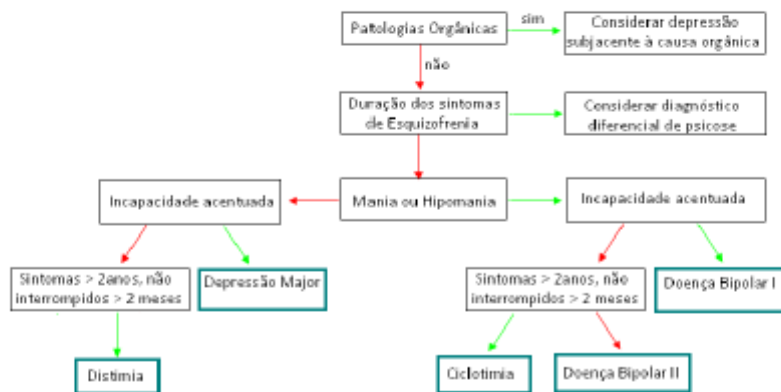 Patologias Orgânicas
sim
Considerar depressão
subjacente à causa orgânica
não
Duração dos sintomas
de Esquizofrenia
Considerar diagnóstico
diferencial de psicose
Incapacidade acentuada
Mania ou Hipomania
Incapacidade acentuada
Sintomas > 2anos, não
interrompidos > 2 meses
Depressão Major
Sintomas > 2anos, não
interrompidos > 2 meses
Doença Bipolar I
Distimia
Ciclotimia
Doença Bipolar II